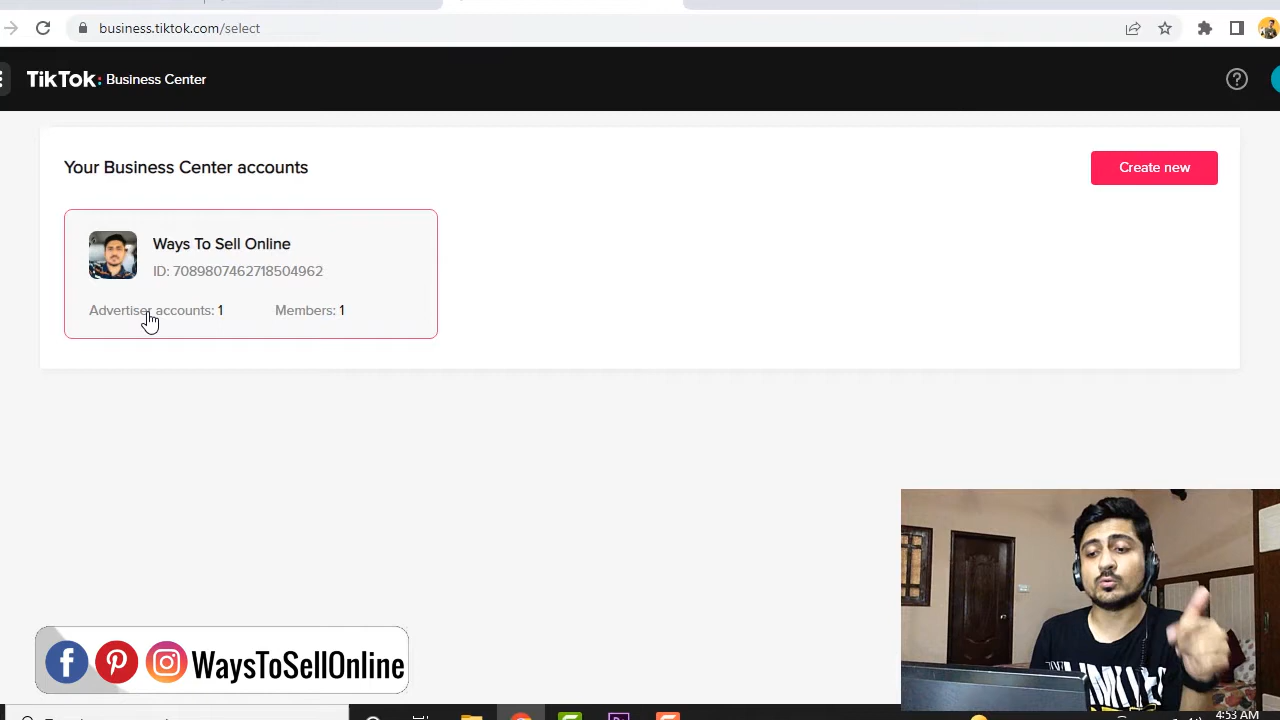 business.tiktok.com/select
TikTok: Business Center
Your Business Center accounts
Create new
Ways To Sell Online
ID: 7089807462718504962
Advertiser accounts: 1
Members: 1
WaysToSellOnline
4:53 AM